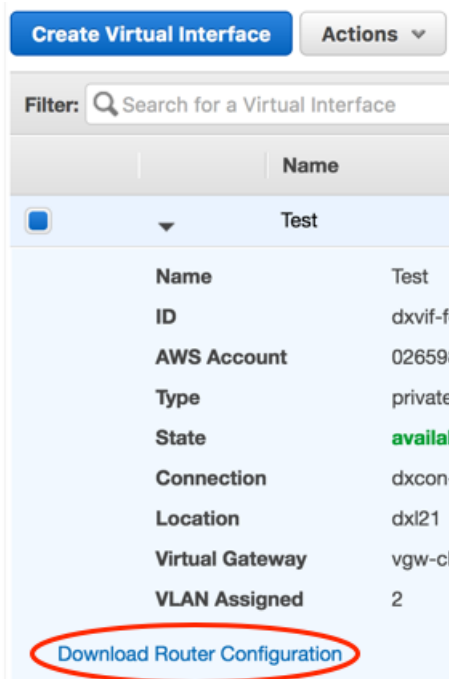 Create Virtual Interface Actions
Filter: Search for a Virtual Interface
Name
Test
Name Test
ID dxvif-f
AWS Account 026598
Type private
State availa
Connection dxcon-
Location dxl21
Virtual Gateway vgw-c
VLAN Assigned 2
Download Router Configuration